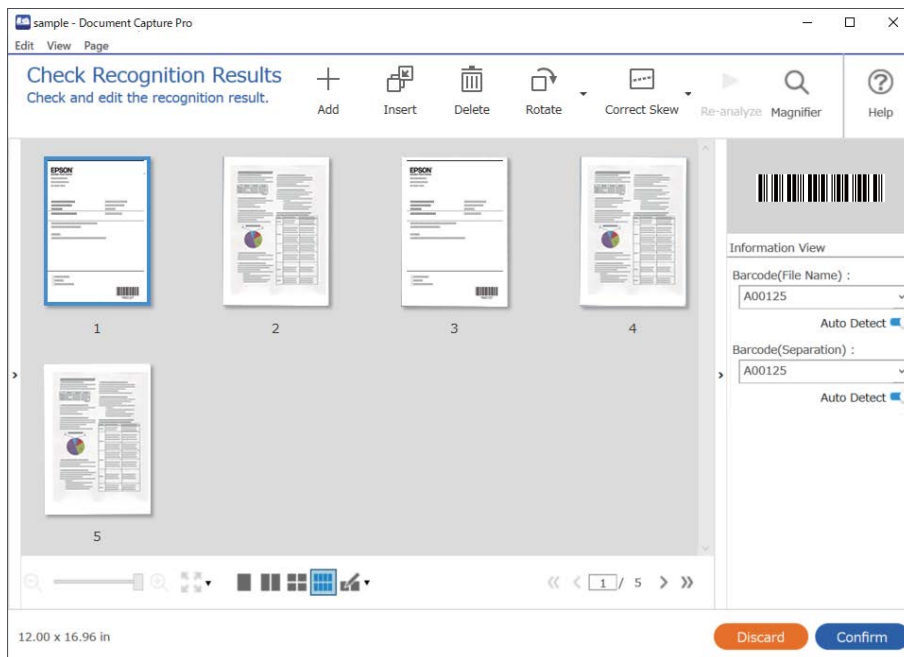 sample - Document Capture Pro
Edit View Page
Check Recognition Results
Check and edit the recognition result.
Add Insert Delete Rotate Correct Skew Re-analyze Magnifier Help
EPSON
EPSON
1 2 3 4
5
Information View
Barcode(File Name) :
A00125
Auto Detect
Barcode(Separation) :
A00125
Auto Detect
1 / 5
12.00 x 16.96 in
Discard Confirm